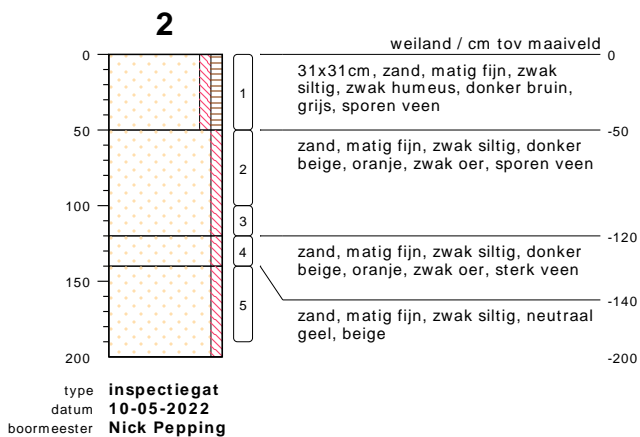 2
weiland / cm tov maaiveld
0
0
31x31cm, zand, matig fijn, zwak
siltig, zwak humeus, donker bruin,
grijs, sporen veen
1
50
-50
zand, matig fijn, zwak siltig, donker
beige, oranje, zwak oer, sporen veen
2
100
3
-120
zand, matig fijn, zwak siltig, donker
beige, oranje, zwak oer, sterk veen
4
150
-140
5
zand, matig fijn, zwak siltig, neutraal
geel, beige
200
-200
type inspectiegat
datum 10-05-2022
boormeester Nick Pepping